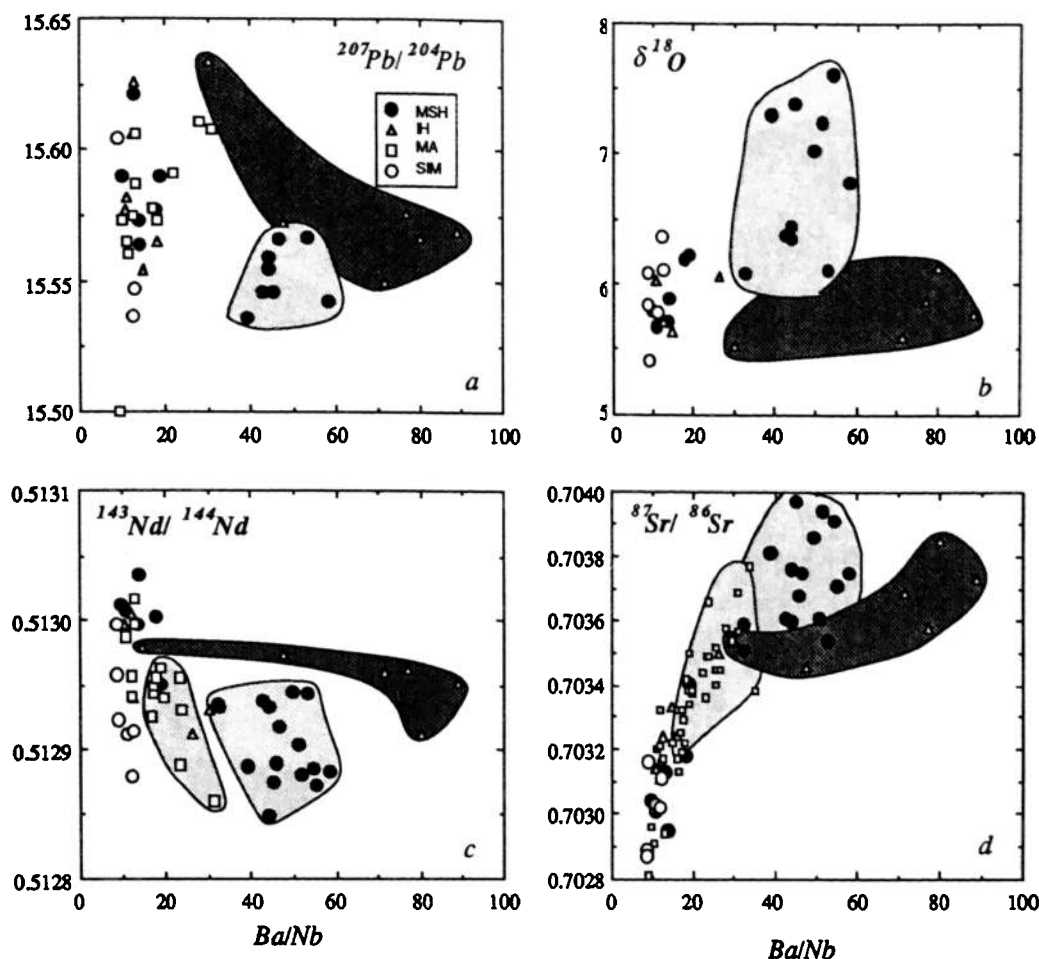 15.65
15.60
15.55
15.50
0 20 40 60 80 100
207Pb/ 204Pb
MSH
IH
MA
SIM
a
8
7
6
5
0 20 40 60 80 100
δ18O
b
0.5131
0.5130
0.5129
0.5128
0 20 40 60 80 100
143Nd/ 144Nd
c
Ba/Nb
0.7040
0.7038
0.7036
0.7034
0.7032
0.7030
0.7028
0 20 40 60 80 100
87Sr/ 86Sr
d
Ba/Nb